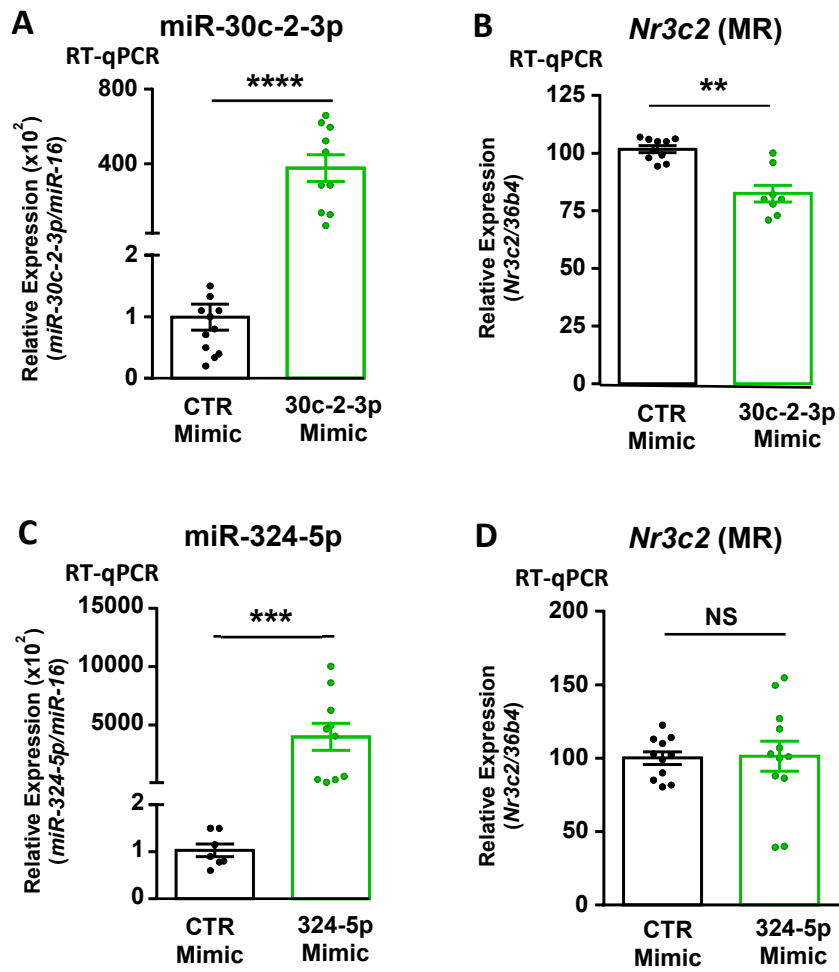 A
miR-30c-2-3p
RT-qPCR
Relative Expression (x10²)
(miR-30c-2-3p/miR-16)
800
400
2
1
0
****
CTR
Mimic
30c-2-3p
Mimic
B
Nr3c2 (MR)
RT-qPCR
Relative Expression
(Nr3c2/36b4)
125
100
75
50
25
0
**
CTR
Mimic
30c-2-3p
Mimic
C
miR-324-5p
RT-qPCR
Relative Expression (x10²)
(miR-324-5p/miR-16)
15000
10000
5000
2
1
0
***
CTR
Mimic
324-5p
Mimic
D
Nr3c2 (MR)
RT-qPCR
Relative Expression
(Nr3c2/36b4)
200
150
100
50
0
NS
CTR
Mimic
324-5p
Mimic